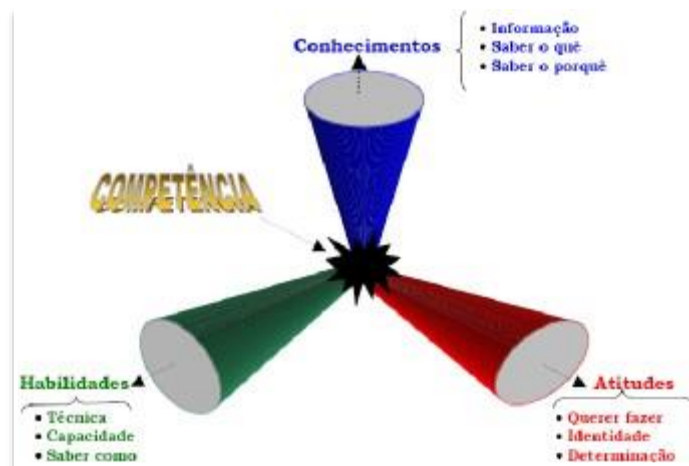 Conhecimentos
• Informação
• Saber o quê
• Saber o porquê
COMPETÊNCIA
Habilidades
• Técnica
• Capacidade
• Saber como
Atitudes
• Querer fazer
• Identidade
• Determinação